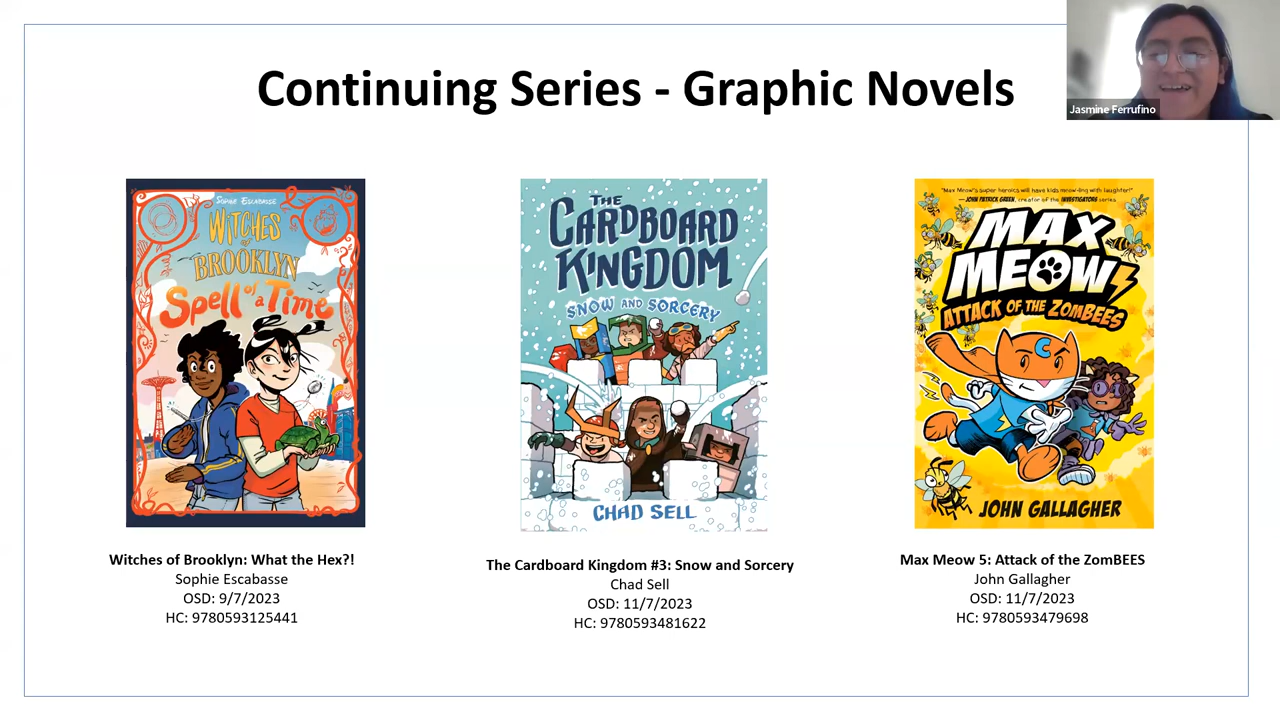 Continuing Series - Graphic Novels
Jasmine Ferrufino
SOPHIE ESCABASSE
WITCHES
of
BROOKLYN
Spell of a Time
THE
CARDBOARD
KINGDOM
SNOW AND SORCERY
CHAD SELL
"Max Meow's super heroics will have kids meow-ling with laughter!"
—JOHN PATRICK GREEN, creator of the INVESTIGATORS series
MAX
MEOW
ATTACK OF THE ZOMBEES
JOHN GALLAGHER
Witches of Brooklyn: What the Hex?!
Sophie Escabasse
OSD: 9/7/2023
HC: 9780593125441
The Cardboard Kingdom #3: Snow and Sorcery
Chad Sell
OSD: 11/7/2023
HC: 9780593481622
Max Meow 5: Attack of the ZomBEES
John Gallagher
OSD: 11/7/2023
HC: 9780593479698